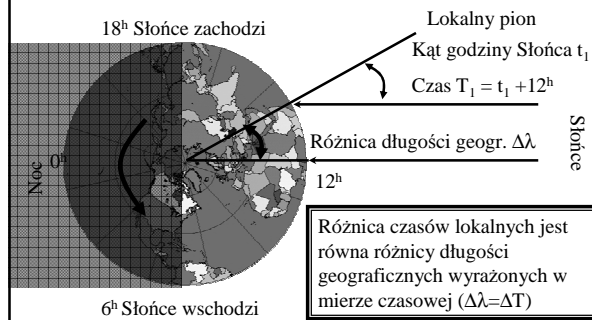 18ʰ Słońce zachodzi
Lokalny pion
Kąt godziny Słońca t₁
Czas T₁ = t₁ +12ʰ
Różnica długości geogr. Δλ
Słońce
Noc
0ʰ
12ʰ
6ʰ Słońce wschodzi
Różnica czasów lokalnych jest
równa różnicy długości
geograficznych wyrażonych w
mierze czasowej (Δλ=ΔT)